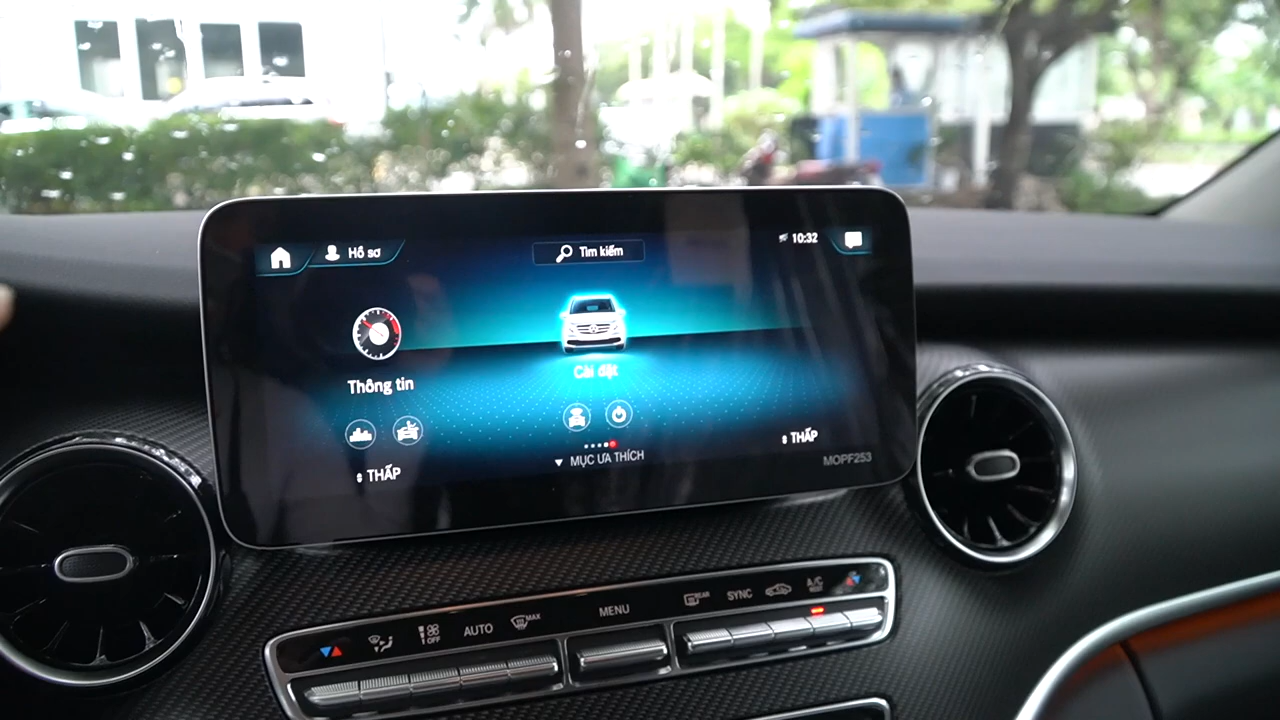 Hồ sơ
Tìm kiếm
10:32
Thông tin
Cài đặt
THẤP
MỤC ƯA THÍCH
THẤP
MOPF253
OFF
AUTO
MAX
MENU
REAR
SYNC
A/C